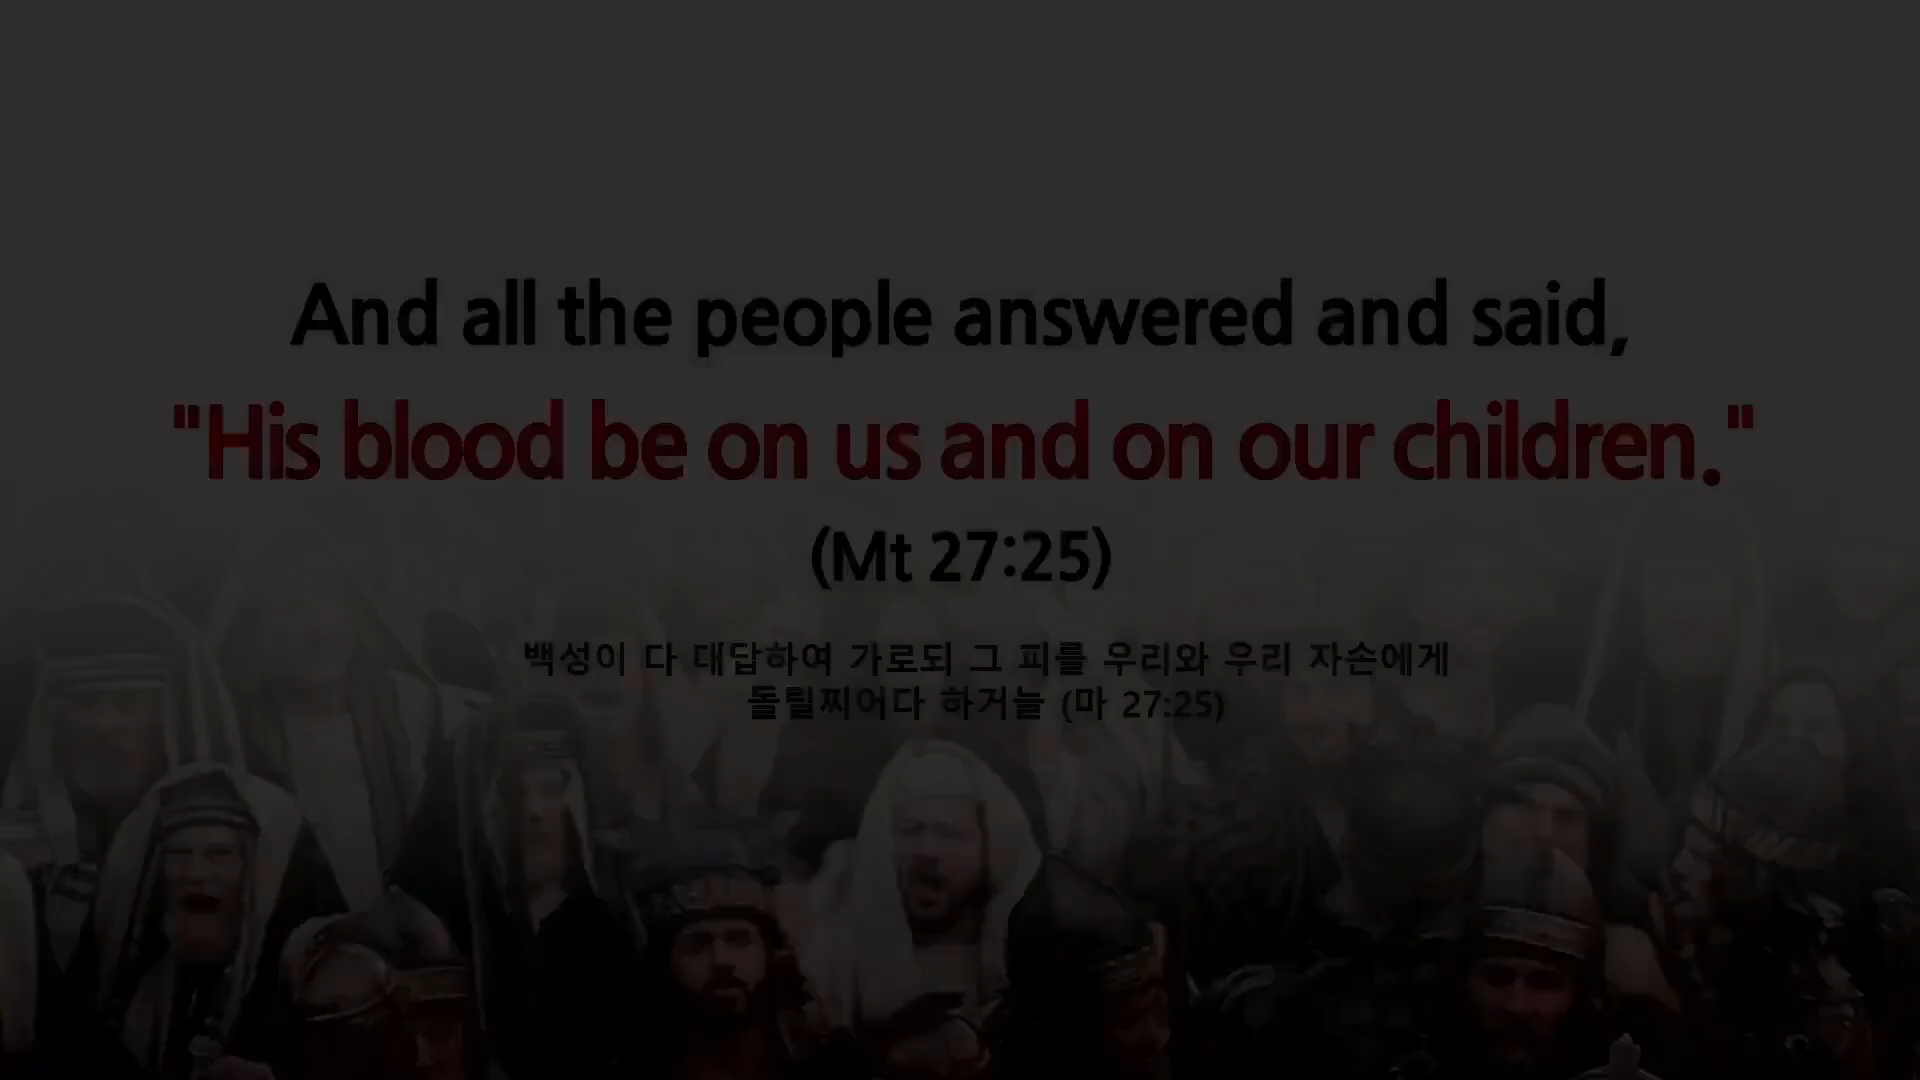 And all the people answered and said,
"His blood be on us and on our children."
(Mt 27:25)
백성이 다 대답하여 가로되 그 피를 우리와 우리 자손에게
돌릴찌어다 하거늘 (마 27:25)